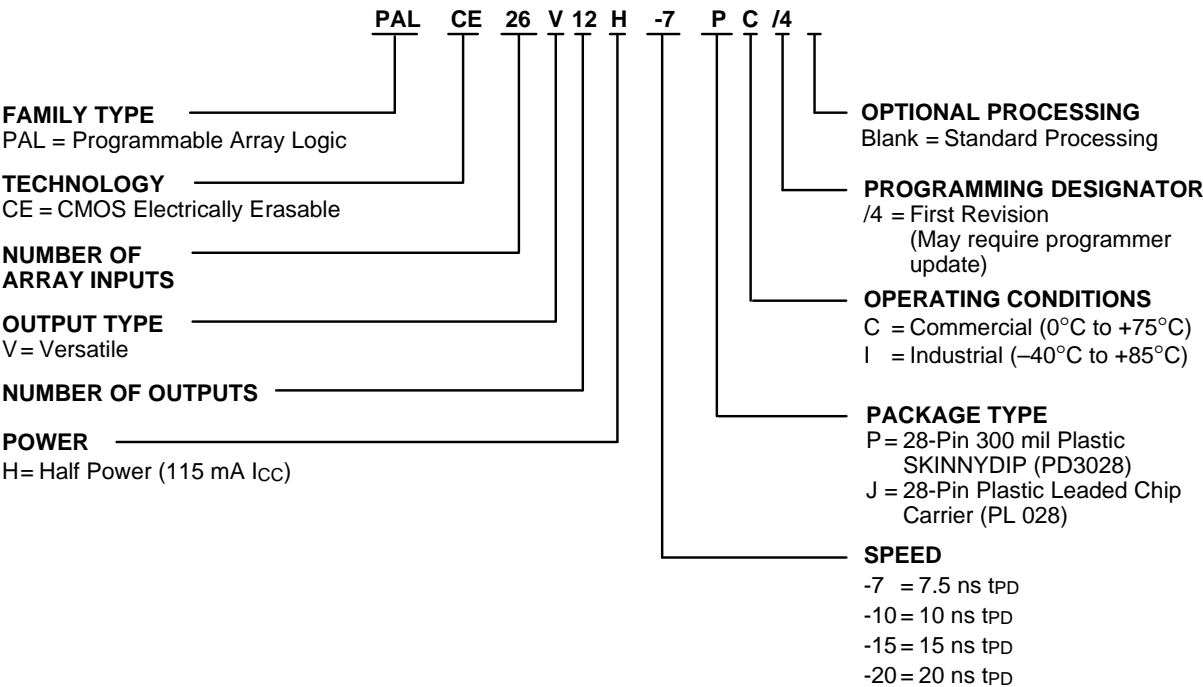 PAL CE 26 V 12 H -7 P C /4
FAMILY TYPE
PAL = Programmable Array Logic
TECHNOLOGY
CE = CMOS Electrically Erasable
NUMBER OF
ARRAY INPUTS
OUTPUT TYPE
V = Versatile
NUMBER OF OUTPUTS
POWER
H = Half Power (115 mA ICC)
OPTIONAL PROCESSING
Blank = Standard Processing
PROGRAMMING DESIGNATOR
/4 = First Revision
(May require programmer
update)
OPERATING CONDITIONS
C = Commercial (0°C to +75°C)
I = Industrial (–40°C to +85°C)
PACKAGE TYPE
P = 28-Pin 300 mil Plastic
SKINNYDIP (PD3028)
J = 28-Pin Plastic Leaded Chip
Carrier (PL 028)
SPEED
-7 = 7.5 ns tPD
-10 = 10 ns tPD
-15 = 15 ns tPD
-20 = 20 ns tPD